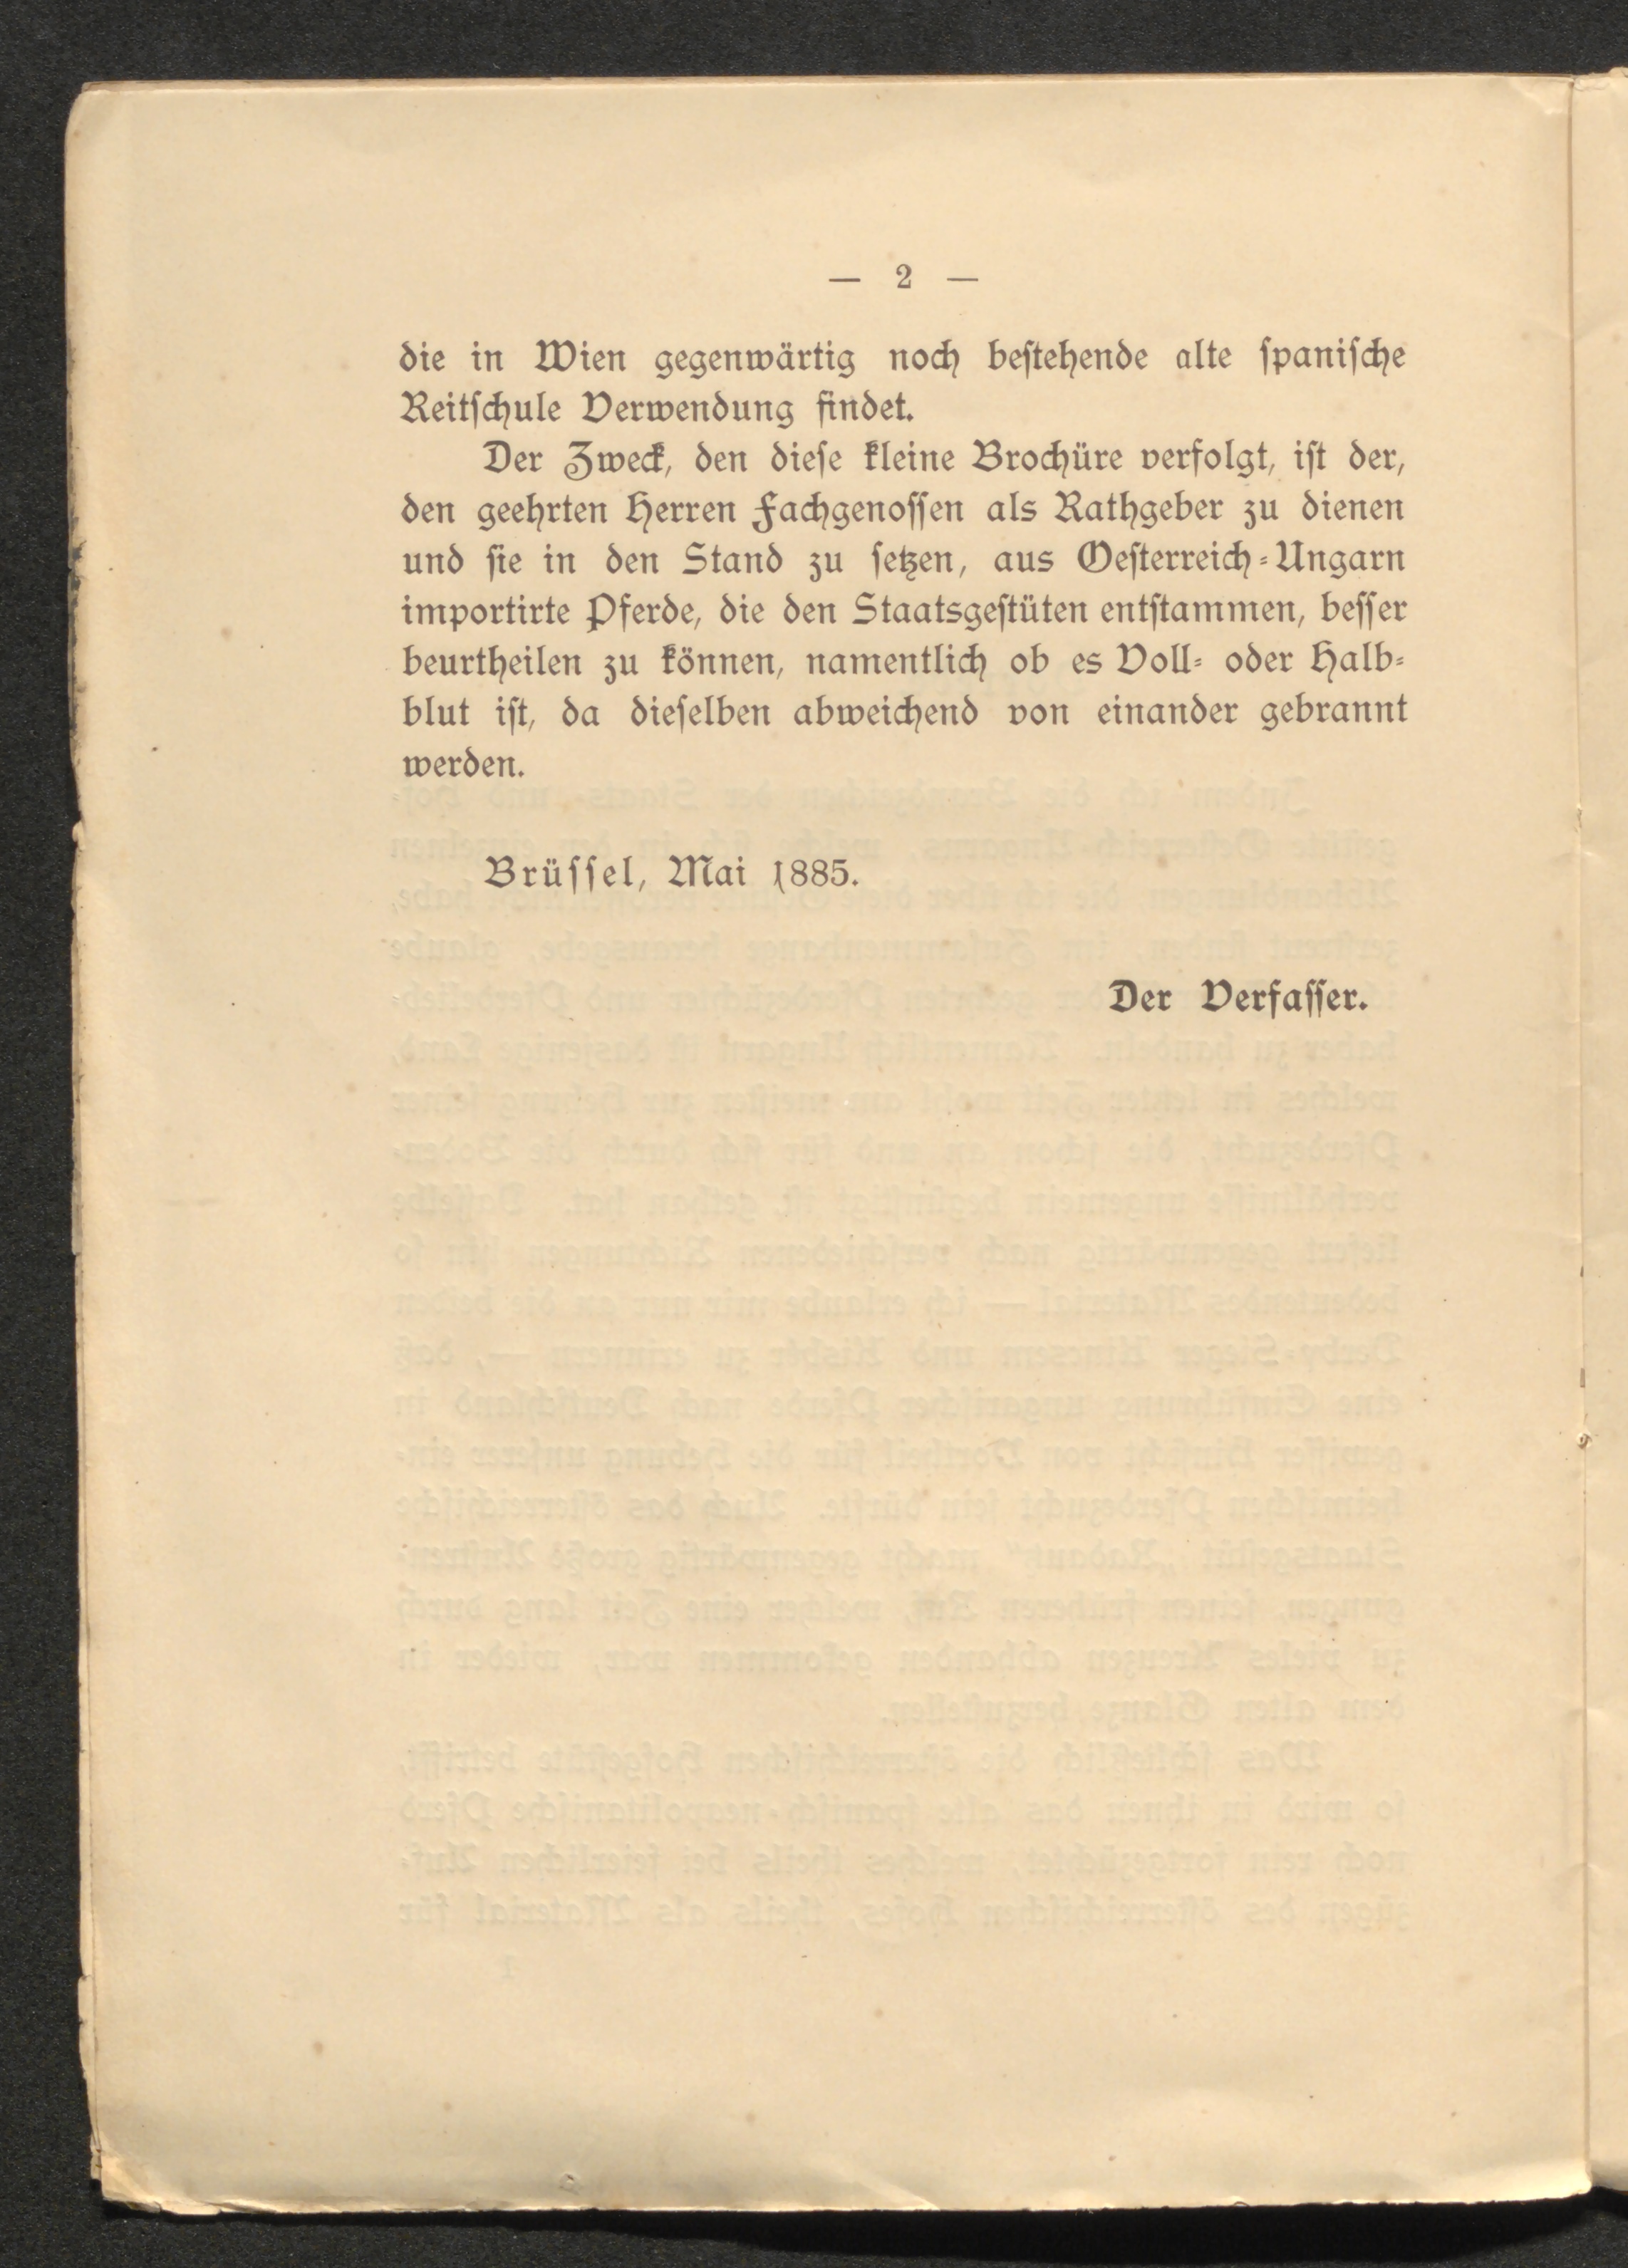 — 2 —
die in Wien gegenwärtig noch beſtehende alte ſpaniſche
Reitſchule Verwendung findet.
Der Zweck, den dieſe kleine Brochüre verfolgt, iſt der,
den geehrten Herren Fachgenoſſen als Rathgeber zu dienen
und ſie in den Stand zu ſetzen, aus Oeſterreich-Ungarn
importirte Pferde, die den Staatsgeſtüten entſtammen, beſſer
beurtheilen zu können, namentlich ob es Voll- oder Halb-
blut iſt, da dieſelben abweichend von einander gebrannt
werden.
Brüſſel, Mai 1885.
Der Verfaſſer.